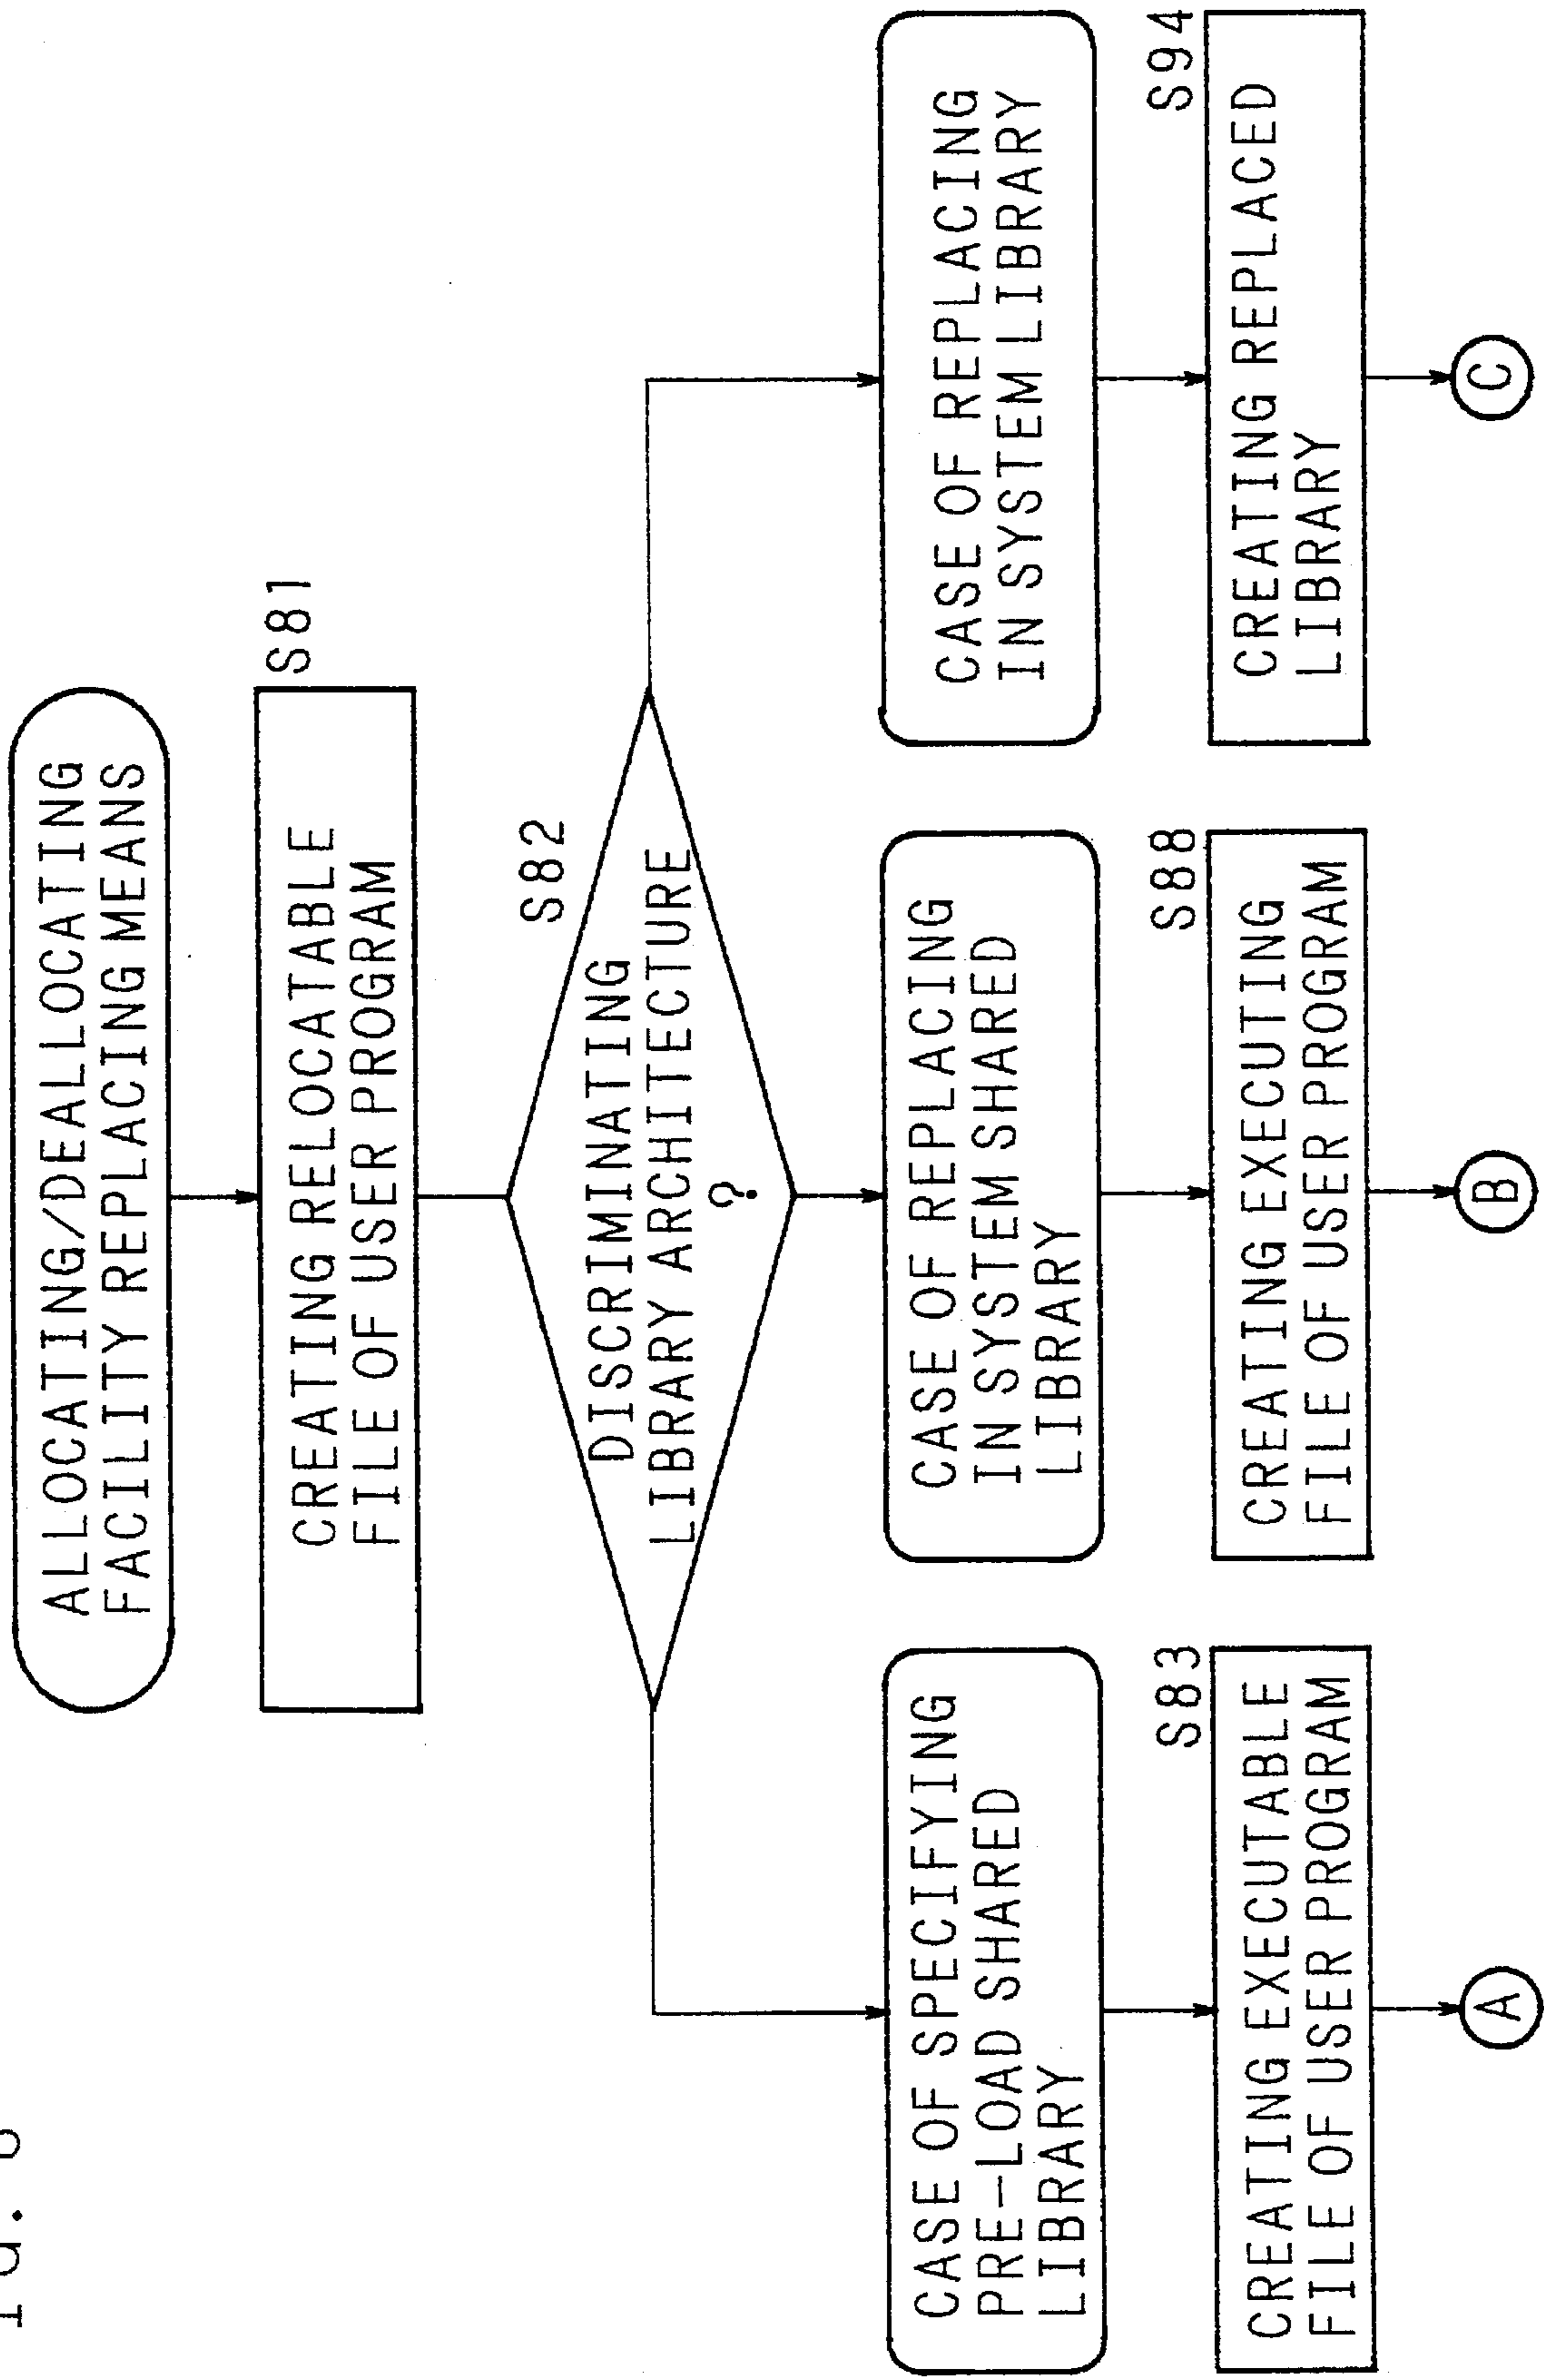 ALLOCATING/DEALLOCATING
FACILITY REPLACING MEANS
S81
CREATING RELOCATABLE
FILE OF USER PROGRAM
S82
DISCRIMINATING
LIBRARY ARCHITECTURE
?
CASE OF SPECIFYING
PRE-LOAD SHARED
LIBRARY
S83
CREATING EXECUTABLE
FILE OF USER PROGRAM
A
CASE OF REPLACING
IN SYSTEM SHARED
LIBRARY
S88
CREATING EXECUTING
FILE OF USER PROGRAM
B
CASE OF REPLACING
IN SYSTEM LIBRARY
S94
CREATING REPLACED
LIBRARY
C